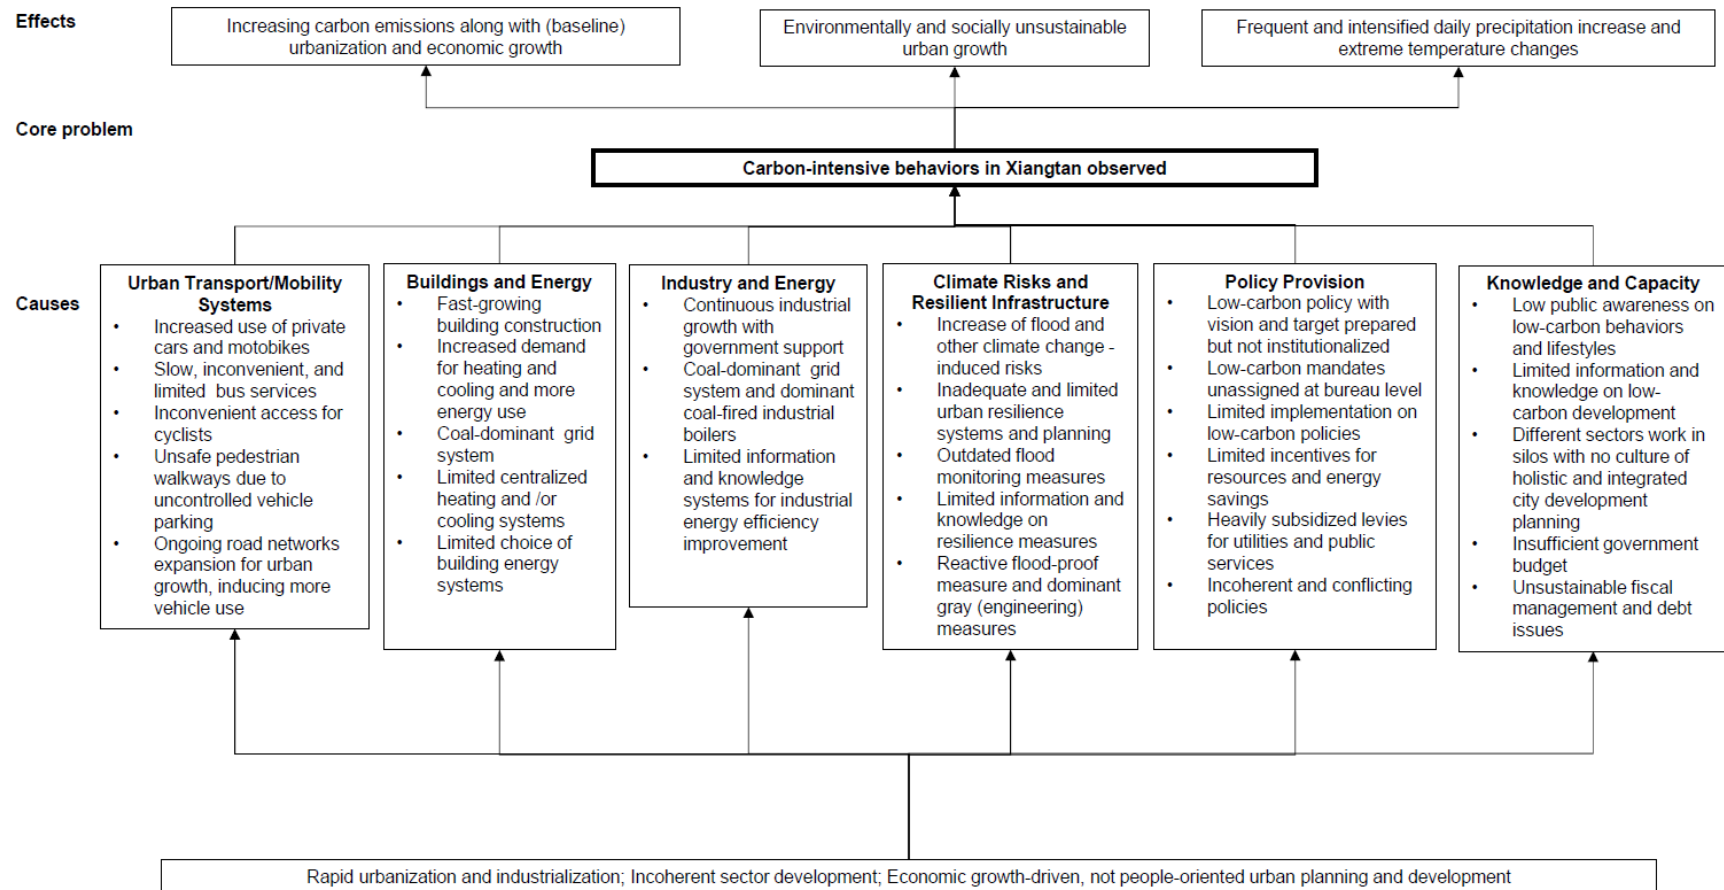 Effects
Increasing carbon emissions along with (baseline)
urbanization and economic growth
Environmentally and socially unsustainable
urban growth
Frequent and intensified daily precipitation increase and
extreme temperature changes
Core problem
Carbon-intensive behaviors in Xiangtan observed
Causes
Urban Transport/Mobility
Systems
• Increased use of private
cars and motobikes
• Slow, inconvenient, and
limited bus services
• Inconvenient access for
cyclists
• Unsafe pedestrian
walkways due to
uncontrolled vehicle
parking
• Ongoing road networks
expansion for urban
growth, inducing more
vehicle use
Buildings and Energy
• Fast-growing
building construction
• Increased demand
for heating and
cooling and more
energy use
• Coal-dominant grid
system
• Limited centralized
heating and /or
cooling systems
• Limited choice of
building energy
systems
Industry and Energy
• Continuous industrial
growth with
government support
• Coal-dominant grid
system and dominant
coal-fired industrial
boilers
• Limited information
and knowledge
systems for industrial
energy efficiency
improvement
Climate Risks and
Resilient Infrastructure
• Increase of flood and
other climate change -
induced risks
• Inadequate and limited
urban resilience
systems and planning
• Outdated flood
monitoring measures
• Limited information and
knowledge on
resilience measures
• Reactive flood-proof
measure and dominant
gray (engineering)
measures
Policy Provision
• Low-carbon policy with
vision and target prepared
but not institutionalized
• Low-carbon mandates
unassigned at bureau level
• Limited implementation on
low-carbon policies
• Limited incentives for
resources and energy
savings
• Heavily subsidized levies
for utilities and public
services
• Incoherent and conflicting
policies
Knowledge and Capacity
• Low public awareness on
low-carbon behaviors
and lifestyles
• Limited information and
knowledge on low-
carbon development
• Different sectors work in
silos with no culture of
holistic and integrated
city development
planning
• Insufficient government
budget
• Unsustainable fiscal
management and debt
issues
Rapid urbanization and industrialization; Incoherent sector development; Economic growth-driven, not people-oriented urban planning and development